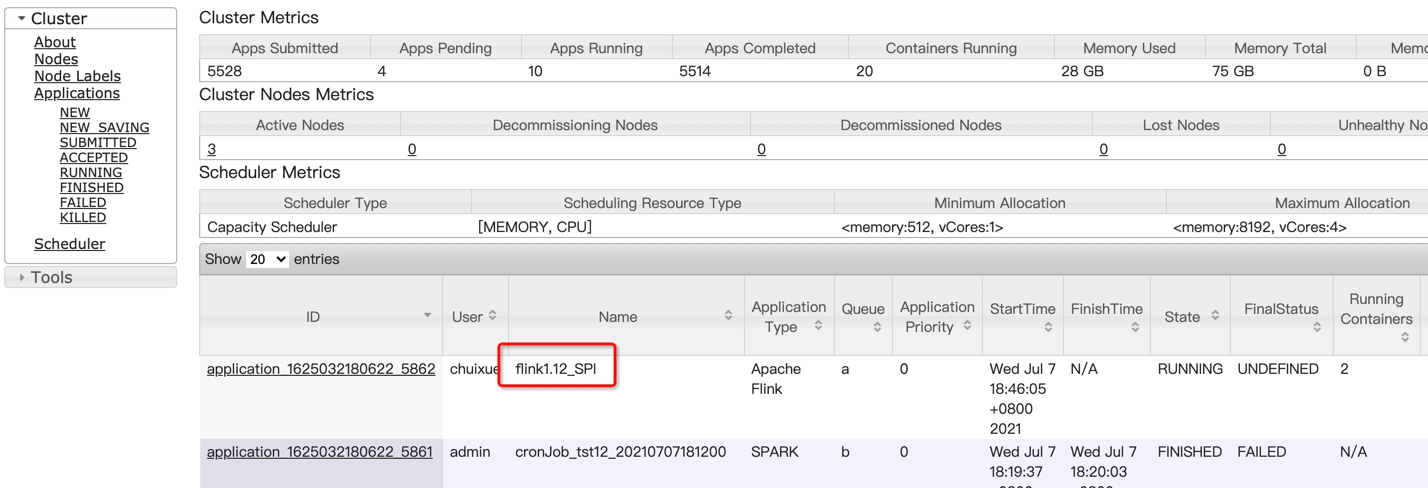 Cluster
About
Nodes
Node Labels
Applications
NEW
NEW_SAVING
SUBMITTED
ACCEPTED
RUNNING
FINISHED
FAILED
KILLED
Scheduler
Tools
Cluster Metrics
Apps Submitted Apps Pending Apps Running Apps Completed Containers Running Memory Used Memory Total Memo
5528 4 10 5514 20 28 GB 75 GB 0 B
Cluster Nodes Metrics
Active Nodes Decommissioning Nodes Decommissioned Nodes Lost Nodes Unhealthy No
3 0 0 0 0
Scheduler Metrics
Scheduler Type Scheduling Resource Type Minimum Allocation Maximum Allocation
Capacity Scheduler [MEMORY, CPU] <memory:512, vCores:1> <memory:8192, vCores:4>
Show 20 entries
ID User Name Application Type Queue Application Priority StartTime FinishTime State FinalStatus Running Containers
application_1625032180622_5862 chuixue flink1.12_SPI Apache Flink a 0 Wed Jul 7 18:46:05 +0800 2021 N/A RUNNING UNDEFINED 2
application_1625032180622_5861 admin cronJob_tst12_20210707181200 SPARK b 0 Wed Jul 7 18:19:37 Wed Jul 7 18:20:03 FINISHED FAILED N/A